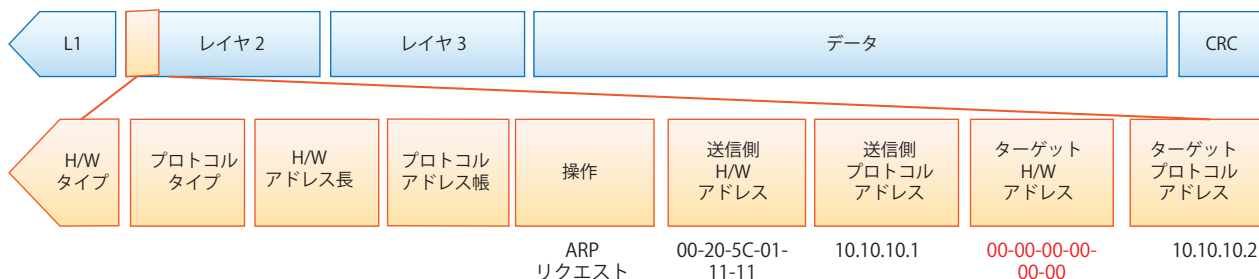 L1
レイヤ 2
レイヤ 3
データ
CRC
H/W
タイプ
プロトコル
タイプ
H/W
アドレス長
プロトコル
アドレス帳
操作
送信側
H/W
アドレス
送信側
プロトコル
アドレス
ターゲット
H/W
アドレス
ターゲット
プロトコル
アドレス
ARP
リクエスト
00-20-5C-01-
11-11
10.10.10.1
00-00-00-00-
00-00
10.10.10.2